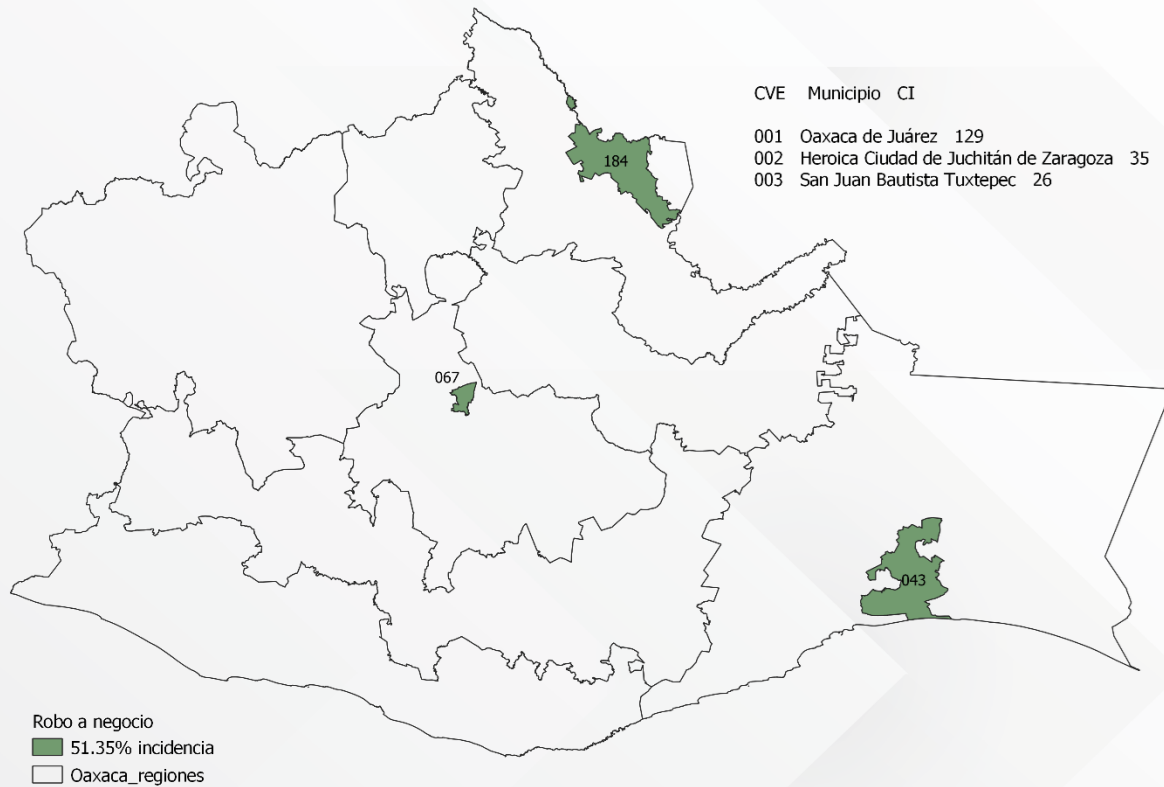 CVE Municipio CI
001 Oaxaca de Juárez 129
002 Heroica Ciudad de Juchitán de Zaragoza 35
003 San Juan Bautista Tuxtepec 26
184
067
043
Robo a negocio
51.35% incidencia
Oaxaca_regiones